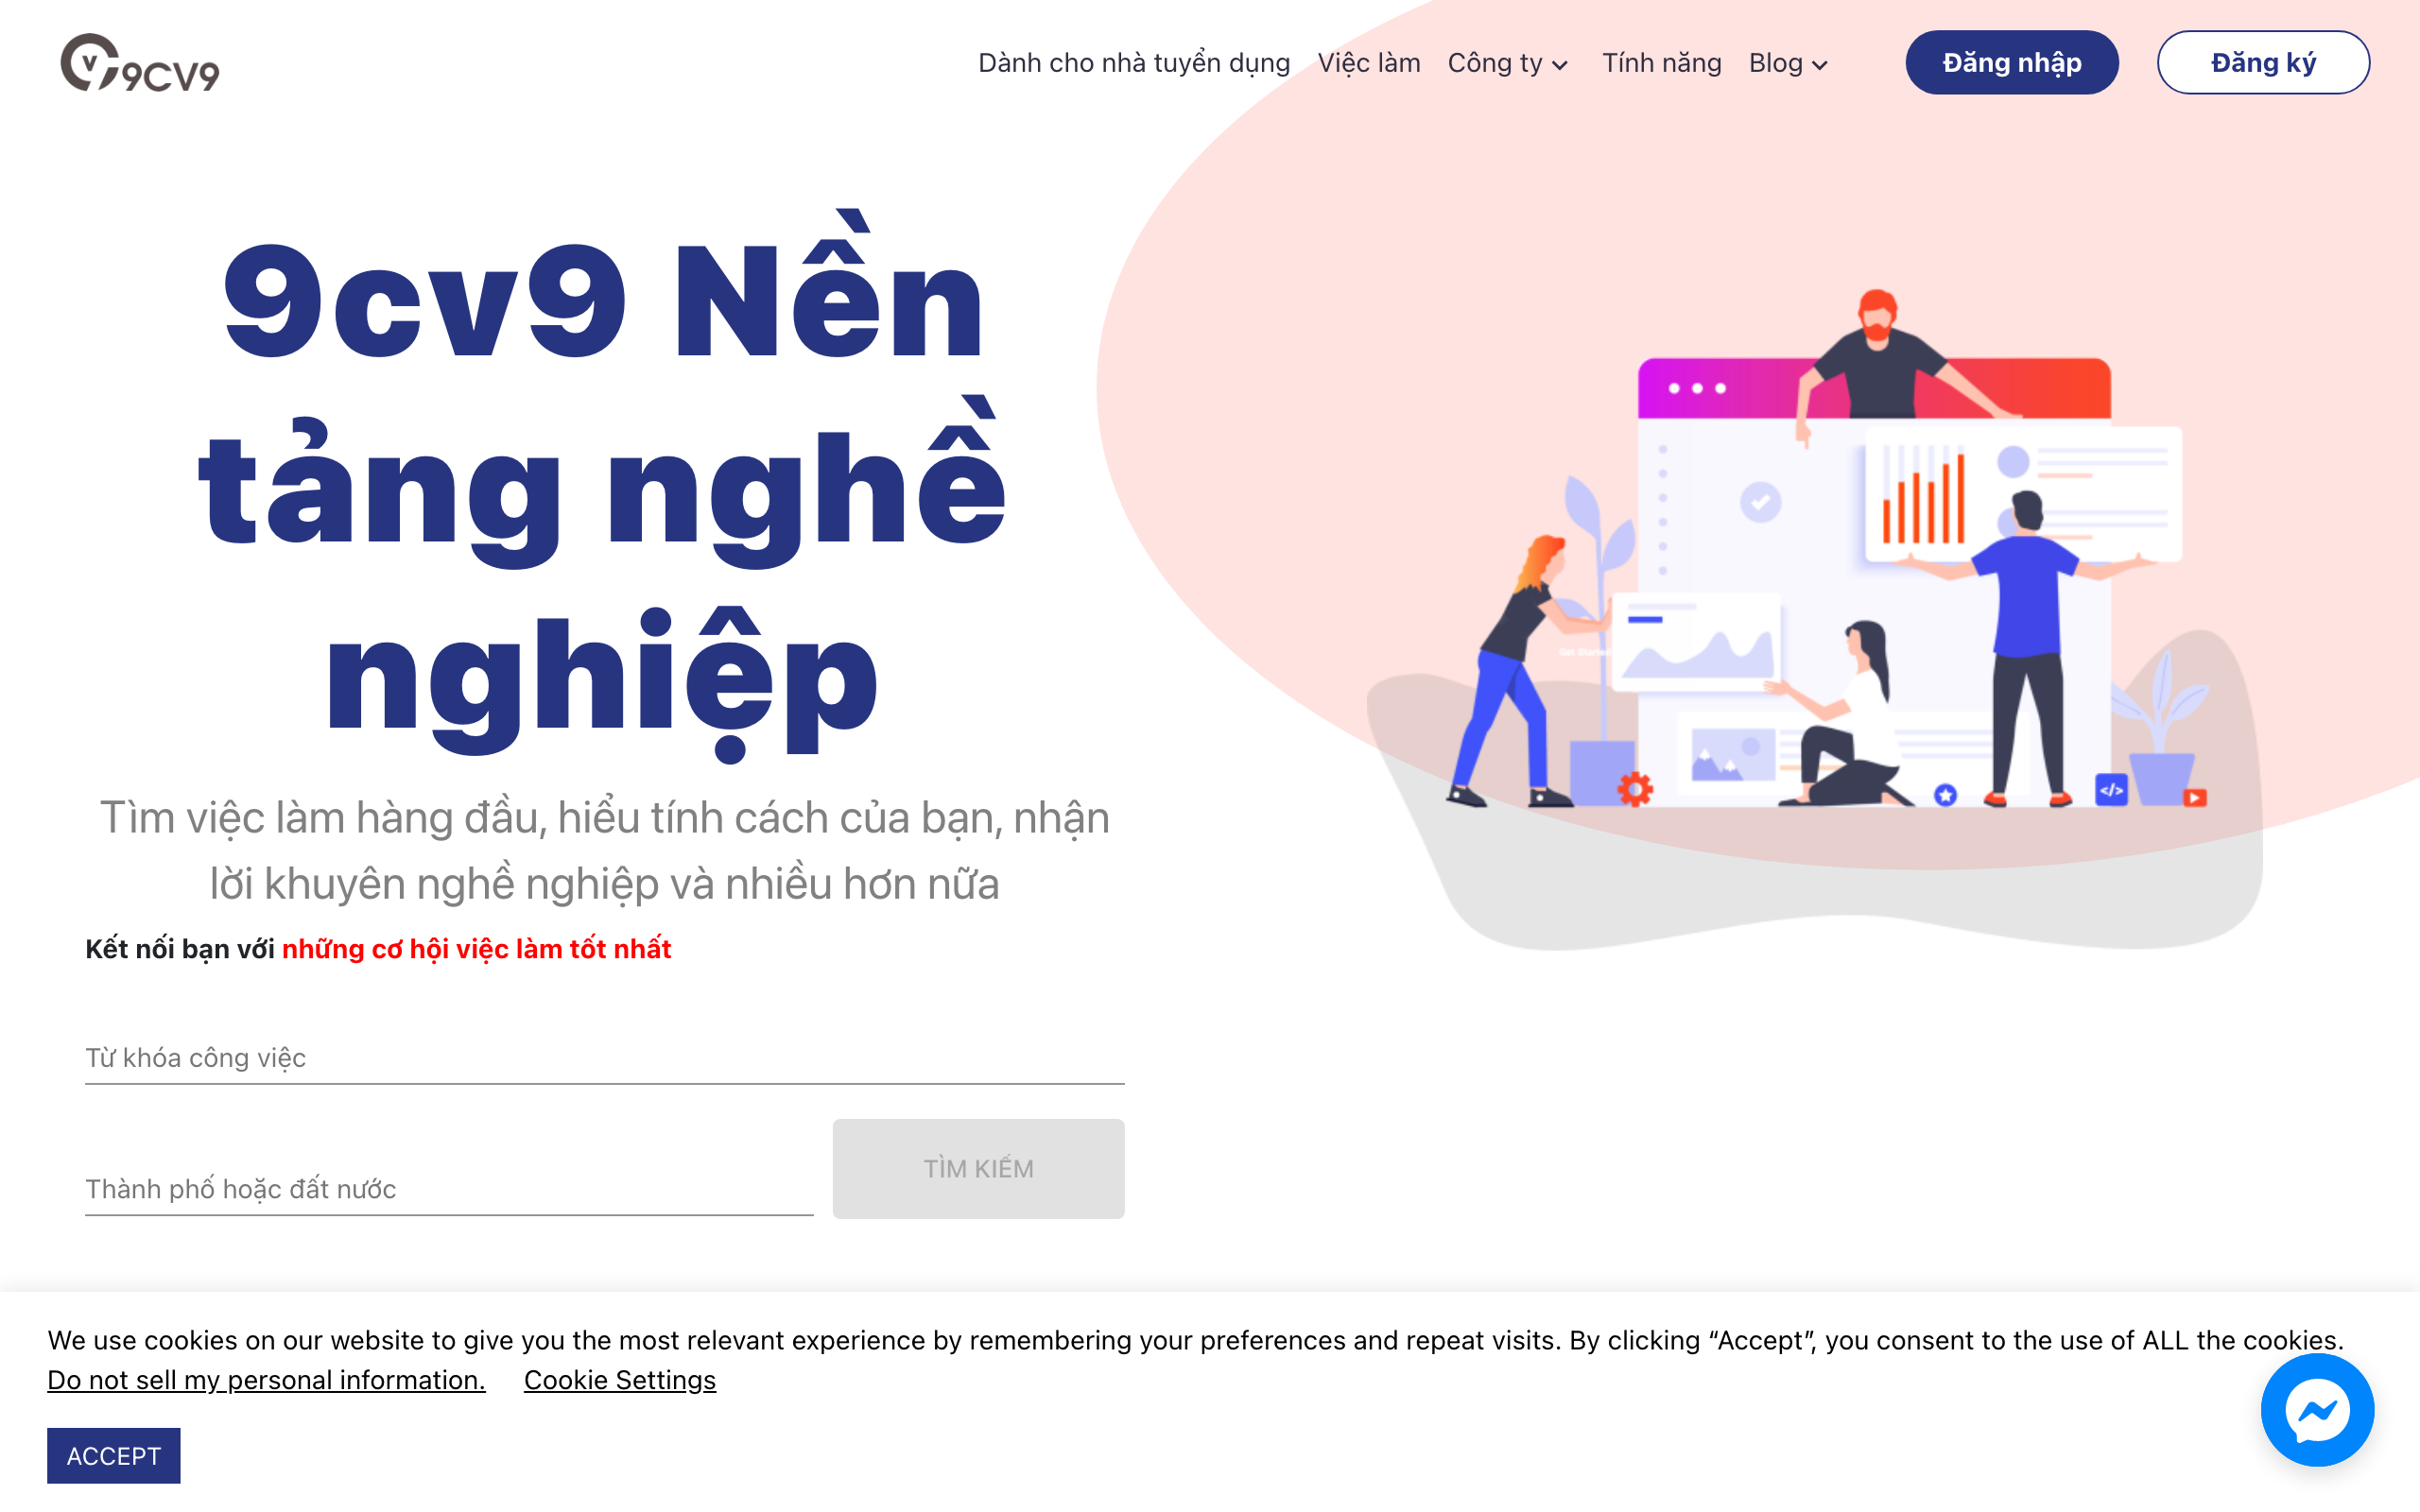 9CV9
Dành cho nhà tuyển dụng Việc làm Công ty Tính năng Blog Đăng nhập Đăng ký
9cv9 Nền
tảng nghề
nghiệp
Tìm việc làm hàng đầu, hiểu tính cách của bạn, nhận
lời khuyên nghề nghiệp và nhiều hơn nữa
Kết nối bạn với những cơ hội việc làm tốt nhất
Get Started
</>
Từ khóa công việc
Thành phố hoặc đất nước
TÌM KIẾM
We use cookies on our website to give you the most relevant experience by remembering your preferences and repeat visits. By clicking “Accept”, you consent to the use of ALL the cookies.
Do not sell my personal information. Cookie Settings
ACCEPT